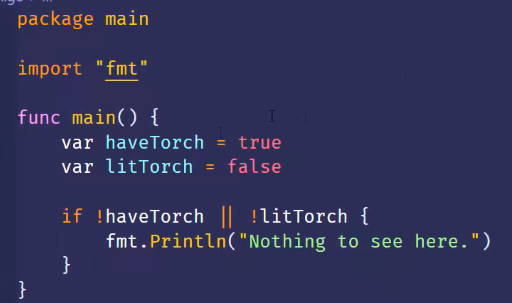 package main
import "fmt"
func main() {
    var haveTorch = true
    var litTorch = false
    if !haveTorch || !litTorch {
        fmt.Println("Nothing to see here.")
    }
}